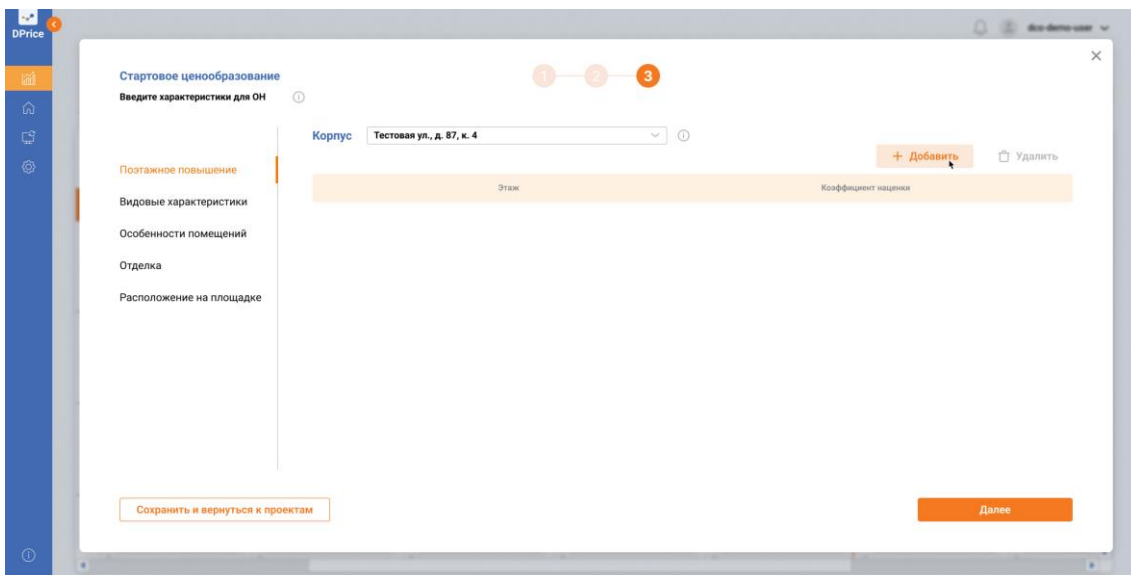 DPrice
dco-demo-user
Стартовое ценообразование
1 2 3
Введите характеристики для ОН
Корпус Тестовая ул., д. 87, к. 4
+ Добавить Удалить
Поэтажное повышение
Этаж Коэффициент наценки
Видовые характеристики
Особенности помещений
Отделка
Расположение на площадке
Сохранить и вернуться к проектам
Далее